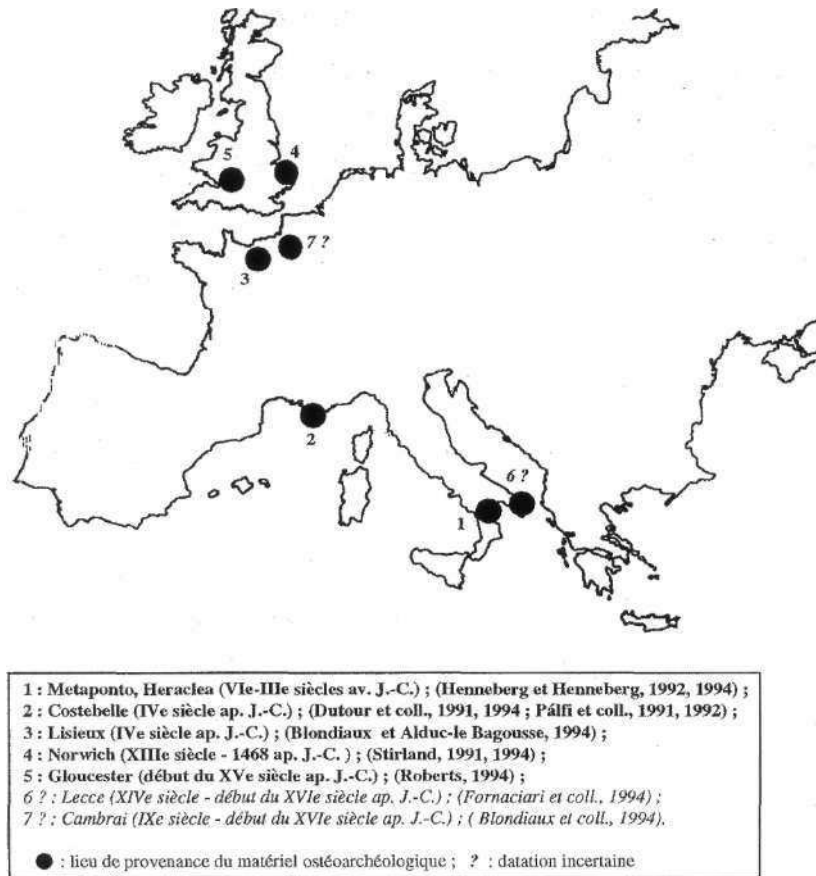 5
4
7 ?
3
2
6 ?
1
1 : Metaponto, Heraclea (VIe-IIIe siècles av. J.-C.) ; (Henneberg et Henneberg, 1992, 1994) ;
2 : Costebelle (IVe siècle ap. J.-C.) ; (Dutour et coll., 1991, 1994 ; Pálfi et coll., 1991, 1992) ;
3 : Lisieux (IVe siècle ap. J.-C.) ; (Blondiaux et Alduc-le Bagousse, 1994) ;
4 : Norwich (XIIIe siècle - 1468 ap. J.-C. ) ; (Stirland, 1991, 1994) ;
5 : Gloucester (début du XVe siècle ap. J.-C.) ; (Roberts, 1994) ;
6 ? : Lecce (XIVe siècle - début du XVIe siècle ap. J.-C.) ; (Fornaciari et coll., 1994) ;
7 ? : Cambrai (IXe siècle - début du XVIe siècle ap. J.-C.) ; ( Blondiaux et coll., 1994).
● : lieu de provenance du matériel ostéoarchéologique ; ? : datation incertaine